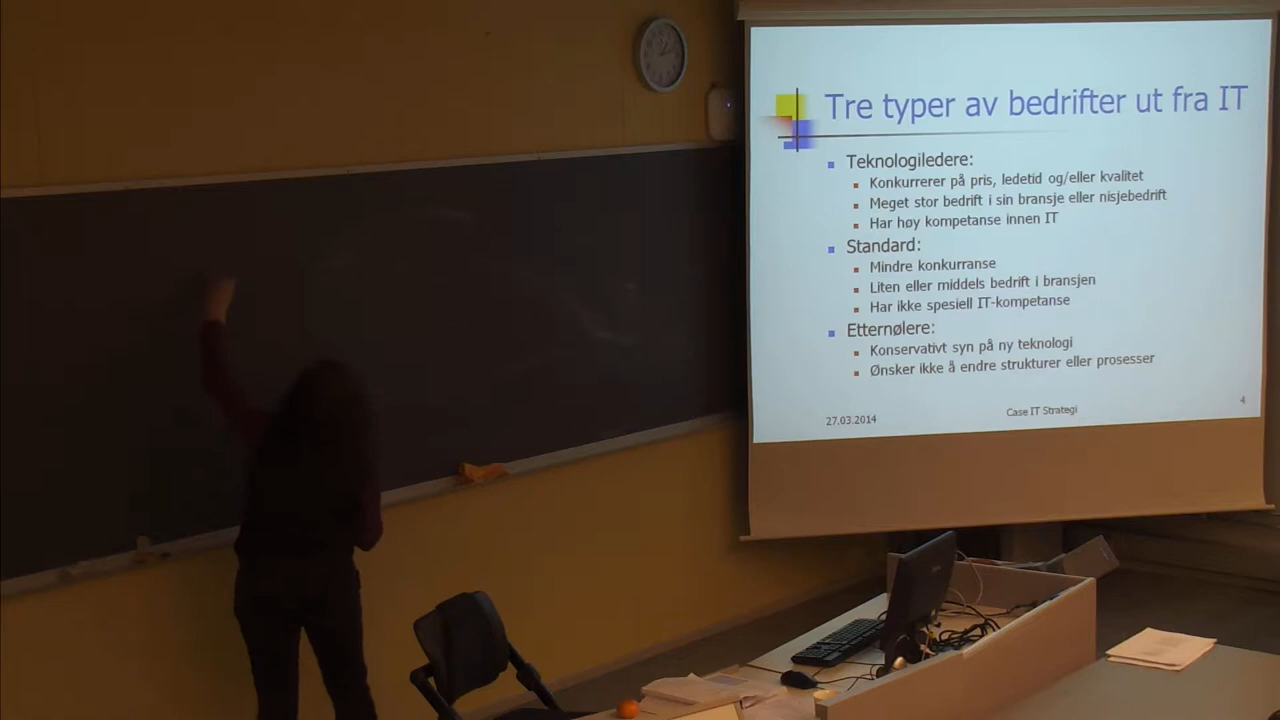 Tre typer av bedrifter ut fra IT
Teknologiledere:
Konkurrerer på pris, ledetid og/eller kvalitet
Meget stor bedrift i sin bransje eller nisjebedrift
Har høy kompetanse innen IT
Standard:
Mindre konkurranse
Liten eller middels bedrift i bransjen
Har ikke spesiell IT-kompetanse
Etternølere:
Konservativt syn på ny teknologi
Ønsker ikke å endre strukturer eller prosesser
27.03.2014
Case IT Strategi
4